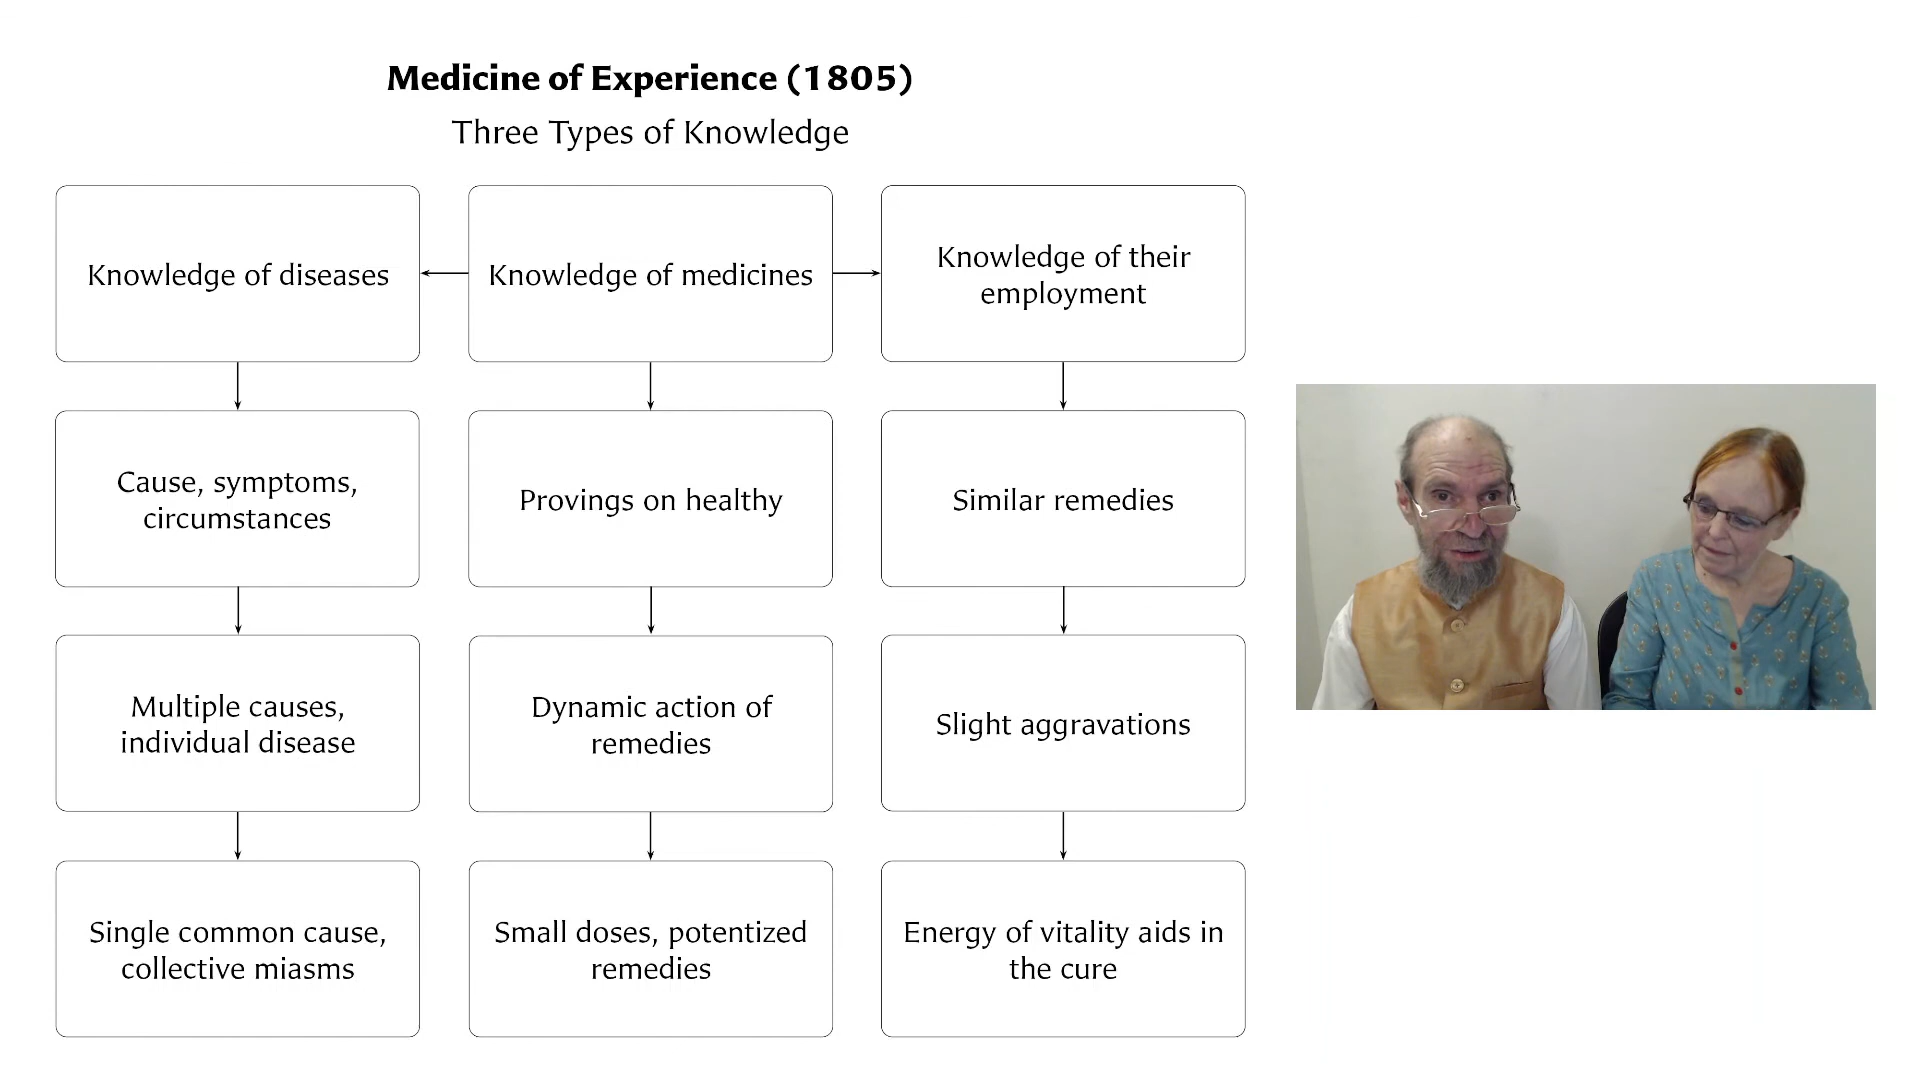 Medicine of Experience (1805)
Three Types of Knowledge
Knowledge of diseases
Knowledge of medicines
Knowledge of their
employment
Cause, symptoms,
circumstances
Provings on healthy
Similar remedies
Multiple causes,
individual disease
Dynamic action of
remedies
Slight aggravations
Single common cause,
collective miasms
Small doses, potentized
remedies
Energy of vitality aids in
the cure